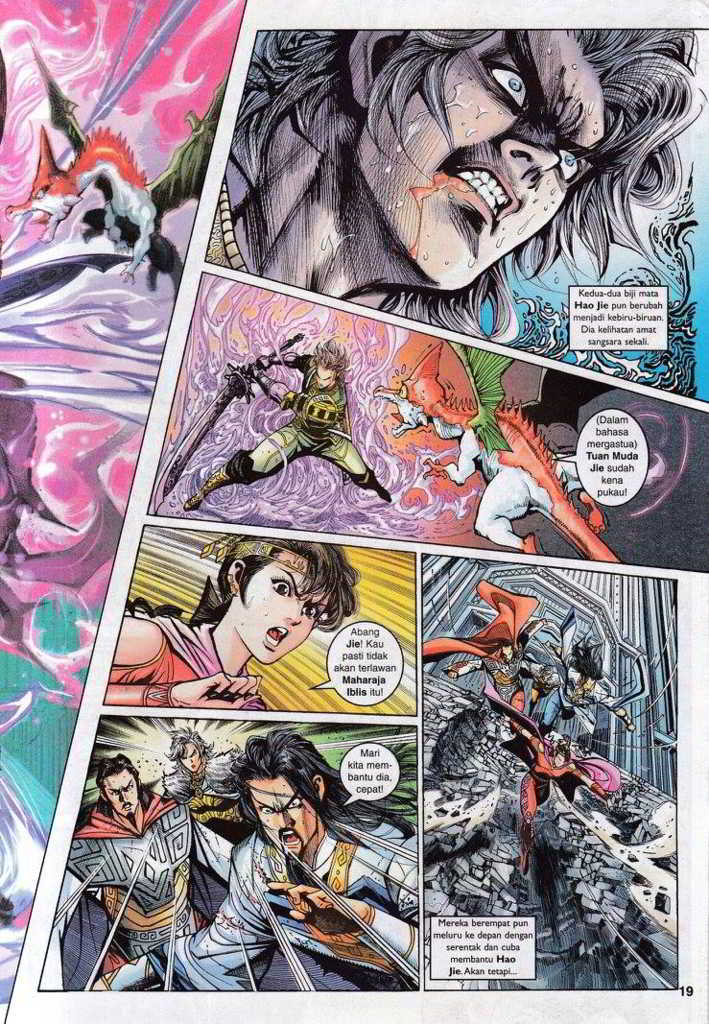 Kedua-dua biji mata
Hao Jie pun berubah
menjadi kebiru-biruan.
Dia kelihatan amat
sangsara sekali.
(Dalam
bahasa
mergastua)
Tuan Muda
Jie sudah
kena
pukau!
Abang
Jie! Kau
pasti tidak
akan terlawan
Maharaja
Iblis itu!
Mari
kita mem-
bantu dia,
cepat!
Mereka berempat pun
meluru ke depan dengan
serentak dan cuba
membantu Hao
Jie. Akan tetapi...
19